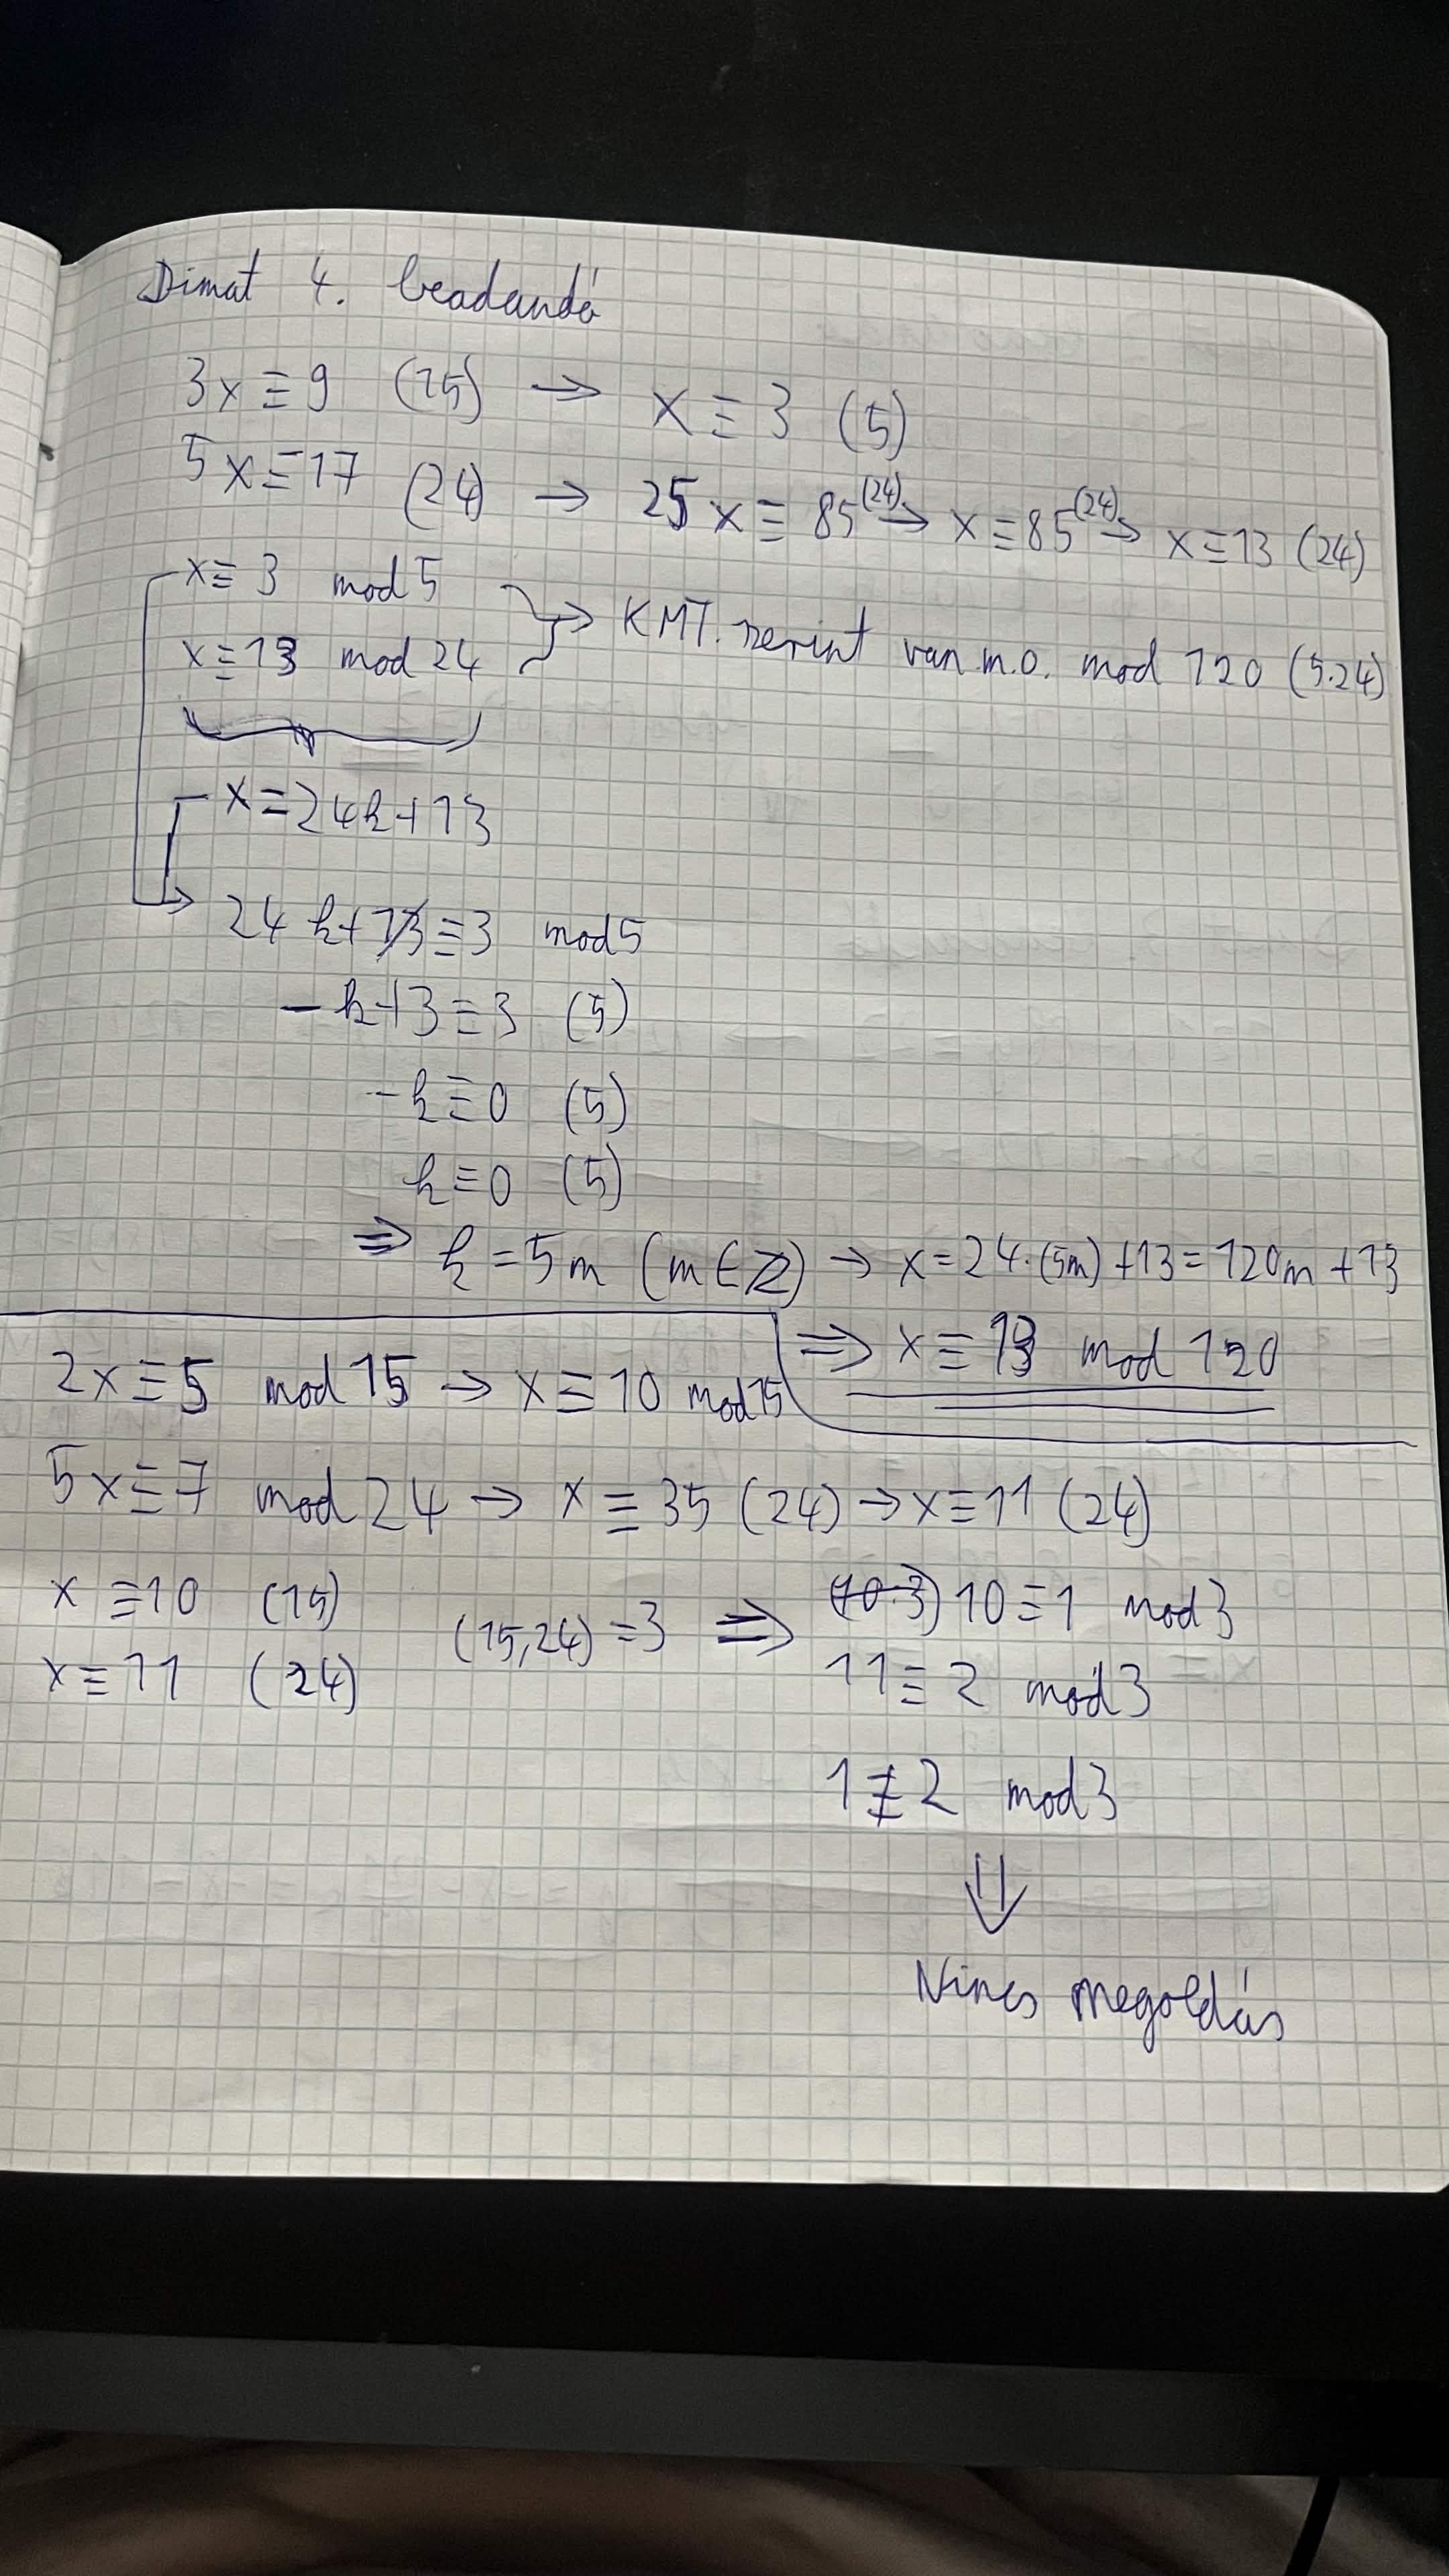 Dimat 4. beadandó
3x ≡ 9 (15) → x ≡ 3 (5)
5x ≡ 17 (24) → 25x ≡ 85 (24) → x ≡ 85 (24) → x ≡ 13 (24)
x ≡ 3 mod 5
x ≡ 13 mod 24 → KMT. szerint van m.o. mod 120 (5·24)
x = 24k + 13
24k + 13 ≡ 3 mod 5
-k + 3 ≡ 3 (5)
-k ≡ 0 (5)
k ≡ 0 (5)
⇒ k = 5m (m ∈ Z) → x = 24·(5m) + 13 = 120m + 13
⇒ x ≡ 13 mod 120
2x ≡ 5 mod 15 → x ≡ 10 mod 15
5x ≡ 7 mod 24 → x ≡ 35 (24) → x ≡ 11 (24)
x ≡ 10 (15)
x ≡ 11 (24)
(15,24) = 3 ⇒ (10·3) 10 ≡ 1 mod 3
11 ≡ 2 mod 3
1 ≢ 2 mod 3
⇓
Nincs megoldás